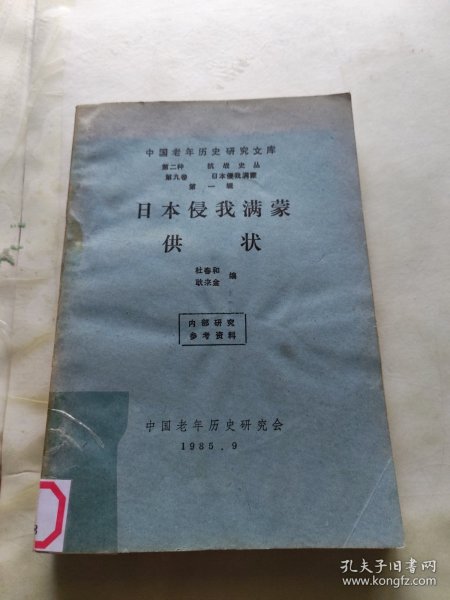 中国老年历史研究文库
第二种 抗战史丛
第九卷 日本侵我满蒙
第一辑
日本侵我满蒙
供状
杜春和
耿来金 编
内部研究
参考资料
中国老年历史研究会
1985.9
孔夫子旧书网
www.kongfz.com